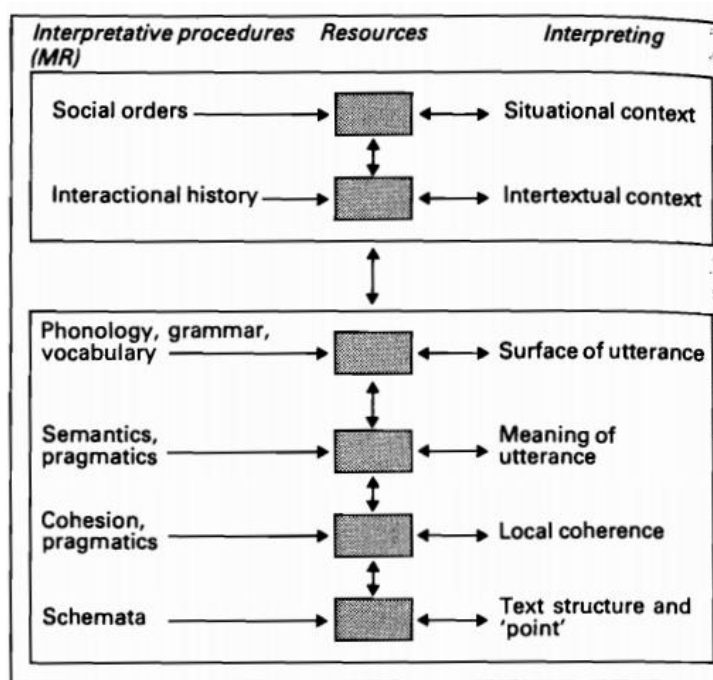 Interpretative procedures Resources Interpreting
(MR)
Social orders Situational context
Interactional history Intertextual context
Phonology, grammar,
vocabulary Surface of utterance
Semantics, Meaning of
pragmatics utterance
Cohesion,
pragmatics Local coherence
Schemata Text structure and
'point'